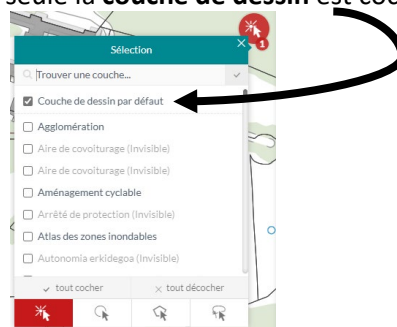 seule la couche de dessin est co
Sélection
×
1
Trouver une couche...
Couche de dessin par défaut
Agglomération
Aire de covoiturage (Invisible)
Aire de covoiturage (Invisible)
Aménagement cyclable
Arrêté de protection (Invisible)
Atlas des zones inondables
Autonomia erkidegoa (Invisible)
tout cocher
× tout décocher